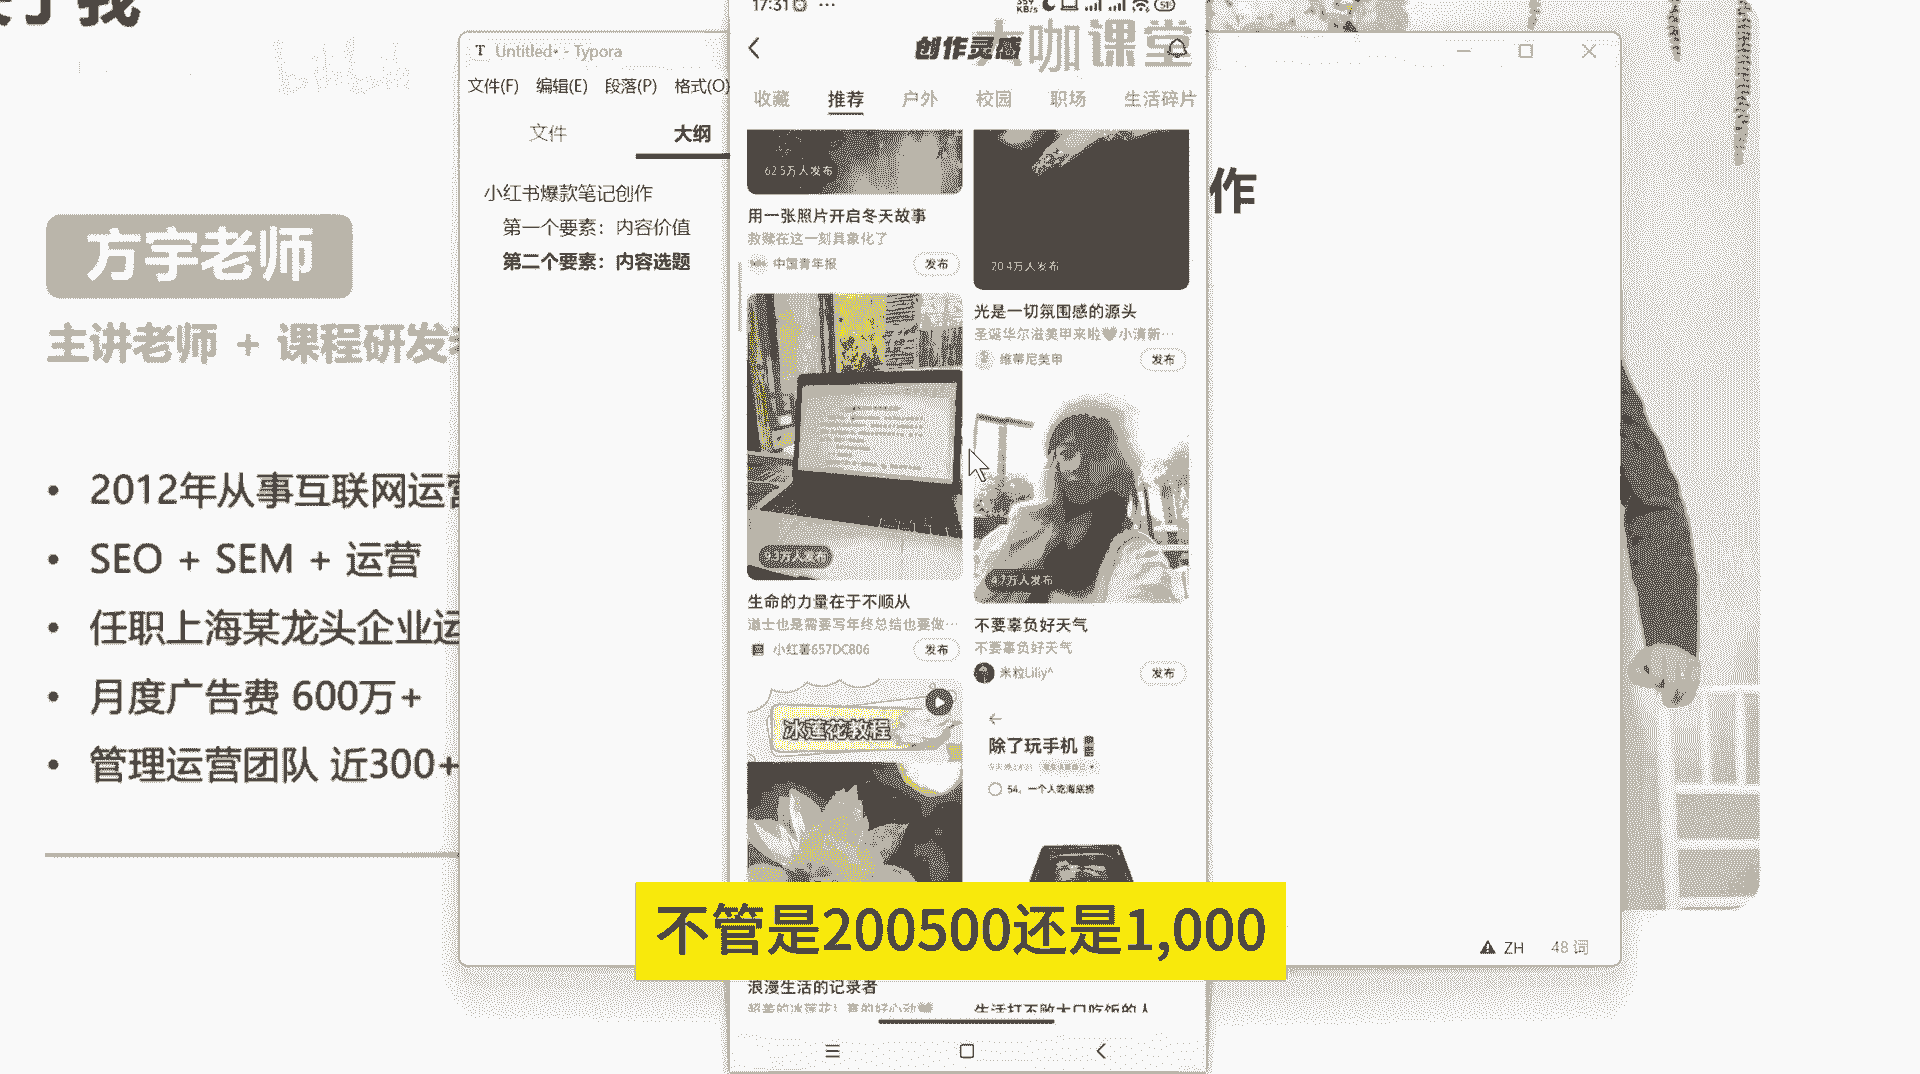 方宇老师
主讲老师 + 课程研发
2012年从事互联网运营
SEO + SEM + 运营
任职上海某龙头企业运
月度广告费 600万+
管理运营团队 近300+
Untitled• - Typora
文件(F) 编辑(E) 段落(P) 格式(O)
文件 大纲
小红书爆款笔记创作
第一个要素：内容价值
第二个要素：内容选题
作
ZH 48 词
17:31
大咖课堂
创作灵感
收藏 推荐 户外 校园 职场 生活碎片
62.5万人发布
用一张照片开启冬天故事
救赎在这一刻具象化了
中国青年报 发布
20.4万人发布
光是一切氛围感的源头
圣诞华尔滋美甲来啦🖤小清新…
维蒂尼美甲 发布
9.3万人发布
生命的力量在于不顺从
道士也是需要写年终总结也要做…
小红薯657DC806 发布
4.7万人发布
不要辜负好天气
不要辜负好天气
米粒Liliy^ 发布
冰莲花教程
浪漫生活的记录者
超美的冰莲花！真的好心动
除了玩手机
54. 一个人吃海底捞
生活打不败大口吃饭的人
不管是200500还是1,000